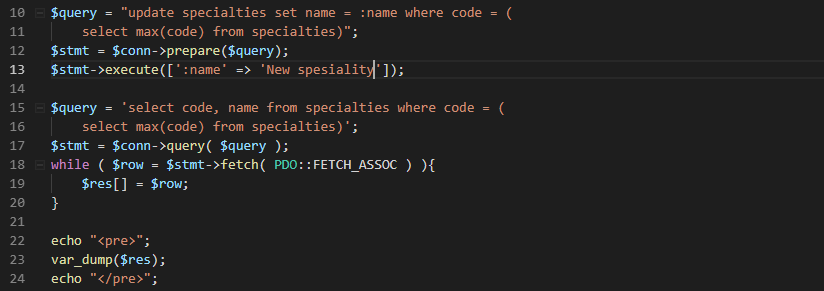 10 $query = "update specialties set name = :name where code = (
11     select max(code) from specialties)";
12 $stmt = $conn->prepare($query);
13 $stmt->execute([':name' => 'New spesiality']);
14
15 $query = 'select code, name from specialties where code = (
16     select max(code) from specialties)';
17 $stmt = $conn->query( $query );
18 while ( $row = $stmt->fetch( PDO::FETCH_ASSOC ) ){
19     $res[] = $row;
20 }
21
22 echo "<pre>";
23 var_dump($res);
24 echo "</pre>";